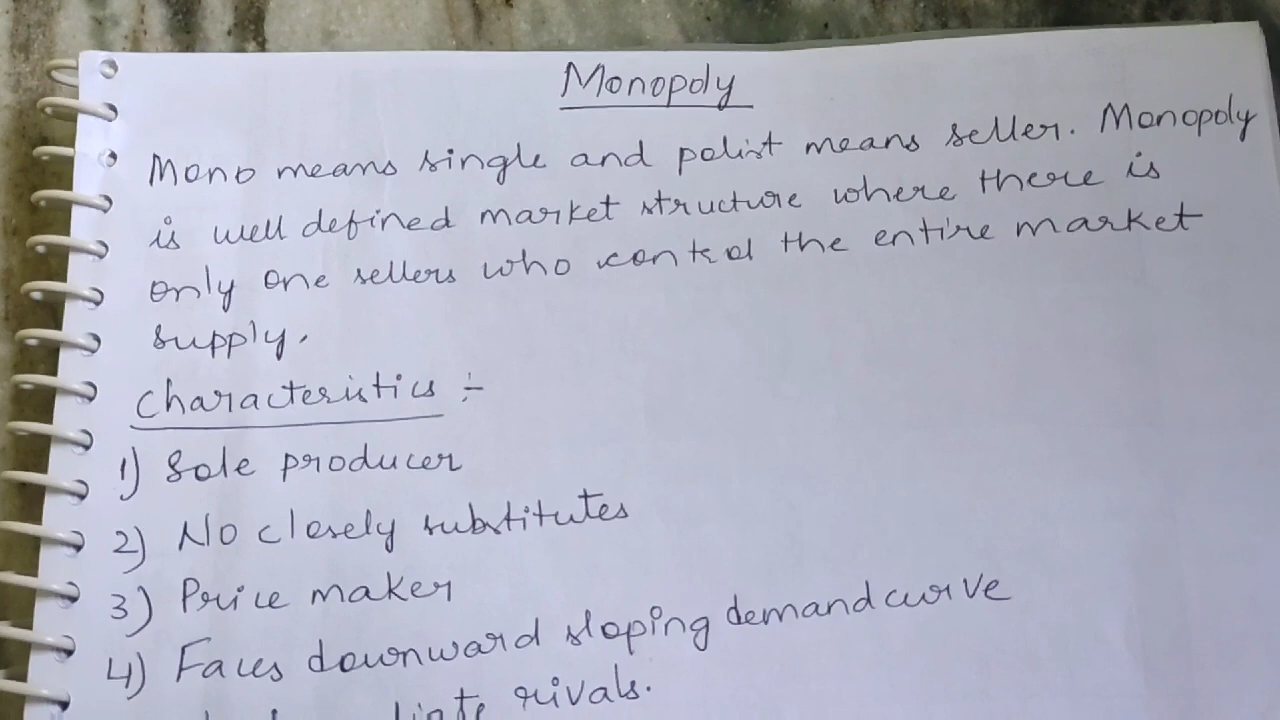 Monopoly
Mono means single and polist means seller. Monopoly
is well defined market structure where there is
only one sellers who control the entire market
supply.
Characteristics :-
1) Sole producer
2) No closely substitutes
3) Price maker
4) Faces downward sloping demand curve
rivals.